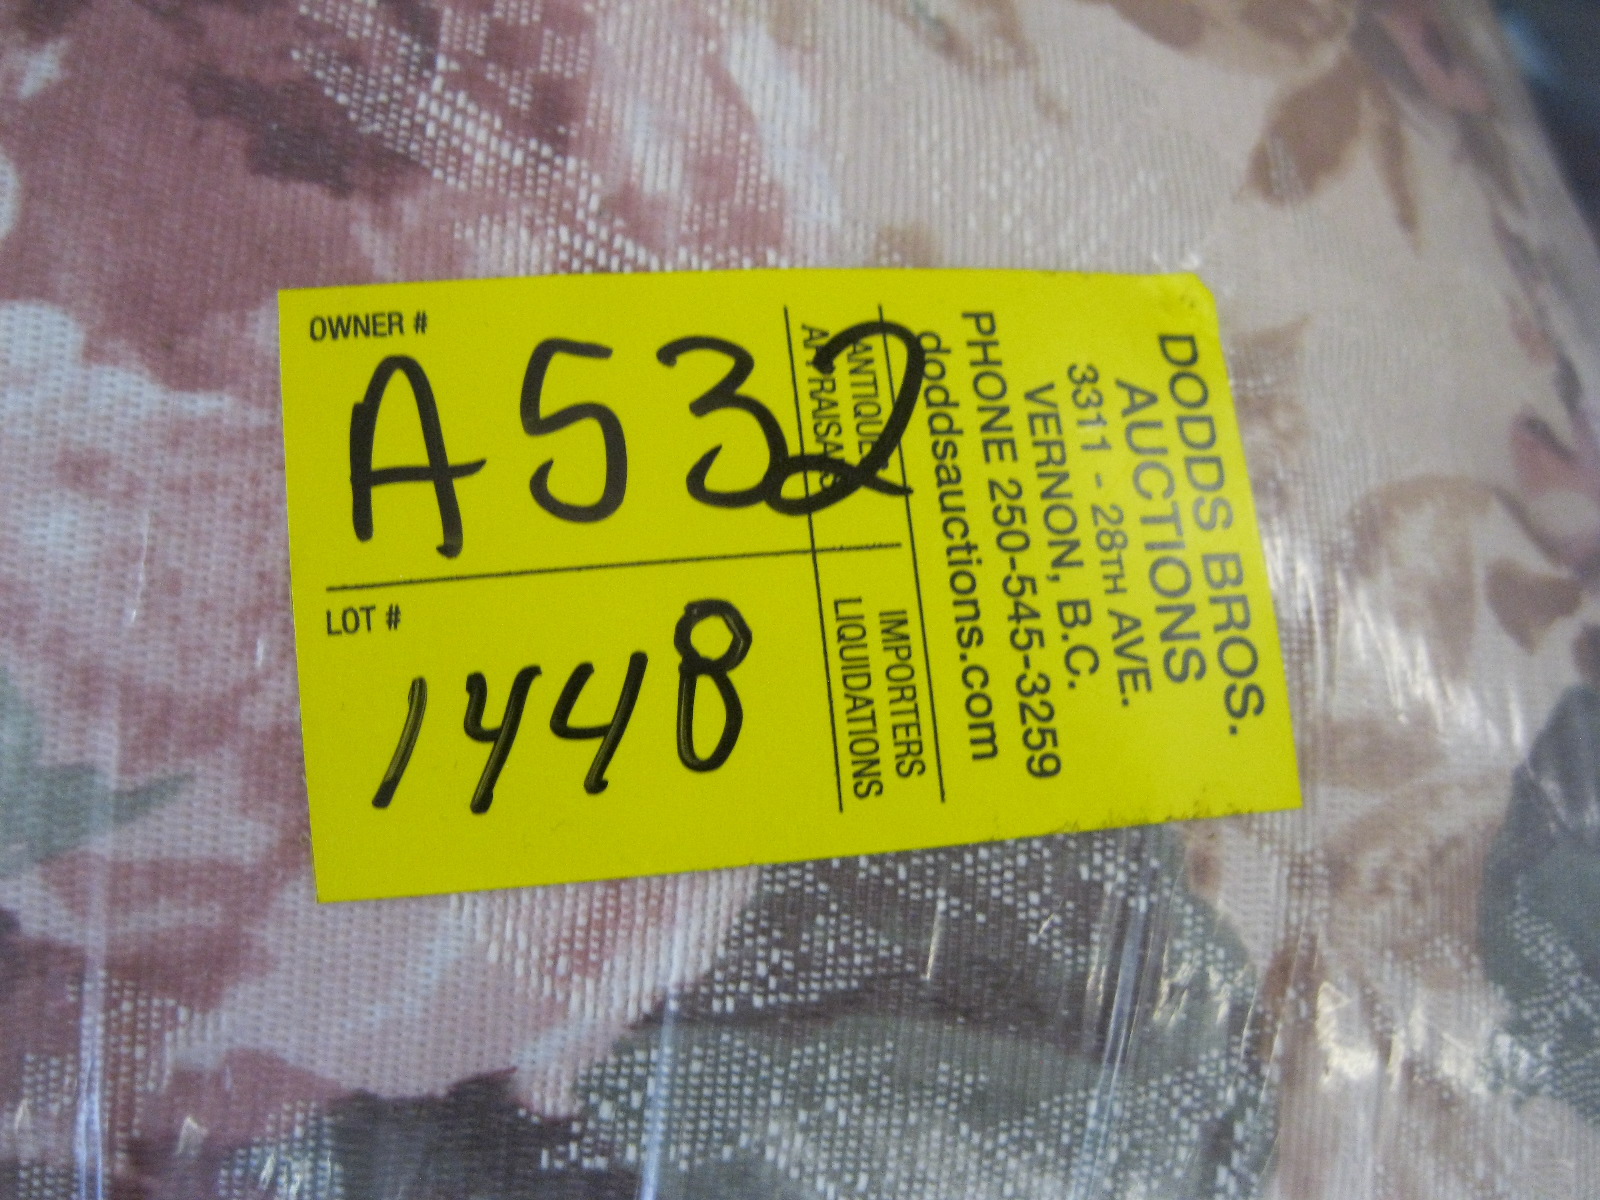 OWNER #
A532
LOT #
1448
DODDS BROS.
AUCTIONS
3311 - 28TH AVE.
VERNON, B.C.
PHONE 250-545-3259
doddsauctions.com
ANTIQUES
APPRAISALS
IMPORTERS
LIQUIDATIONS